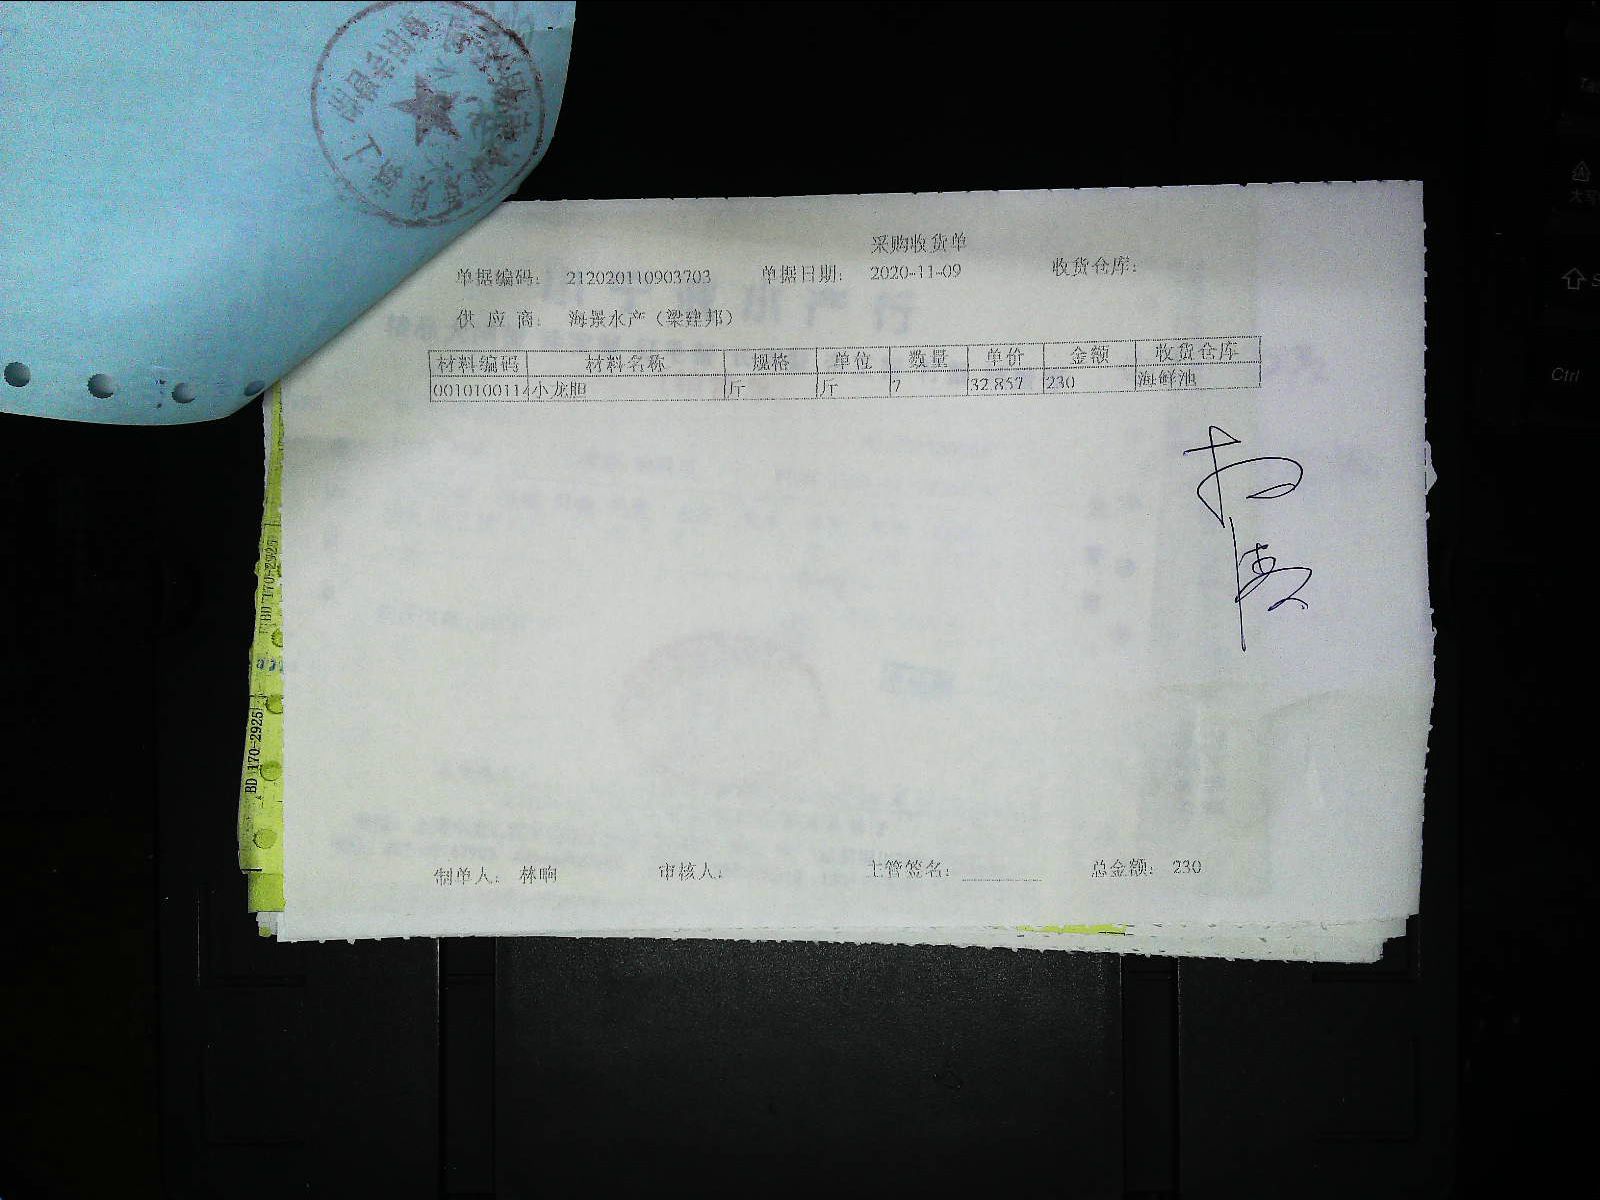 采购收货单
单据编码: 212020110903703 单据日期: 2020-11-09 收货仓库:
供 应 商: 海景水产（梁建邦）
材料编码 材料名称 规格 单位 数量 单价 金额 收货仓库
0010100114 小龙胆 斤 斤 7 32.857 230 海鲜池
制单人: 林响 审核人: 主管签名: 总金额: 230
BD 170-2925
BD 170-2925
Ctrl